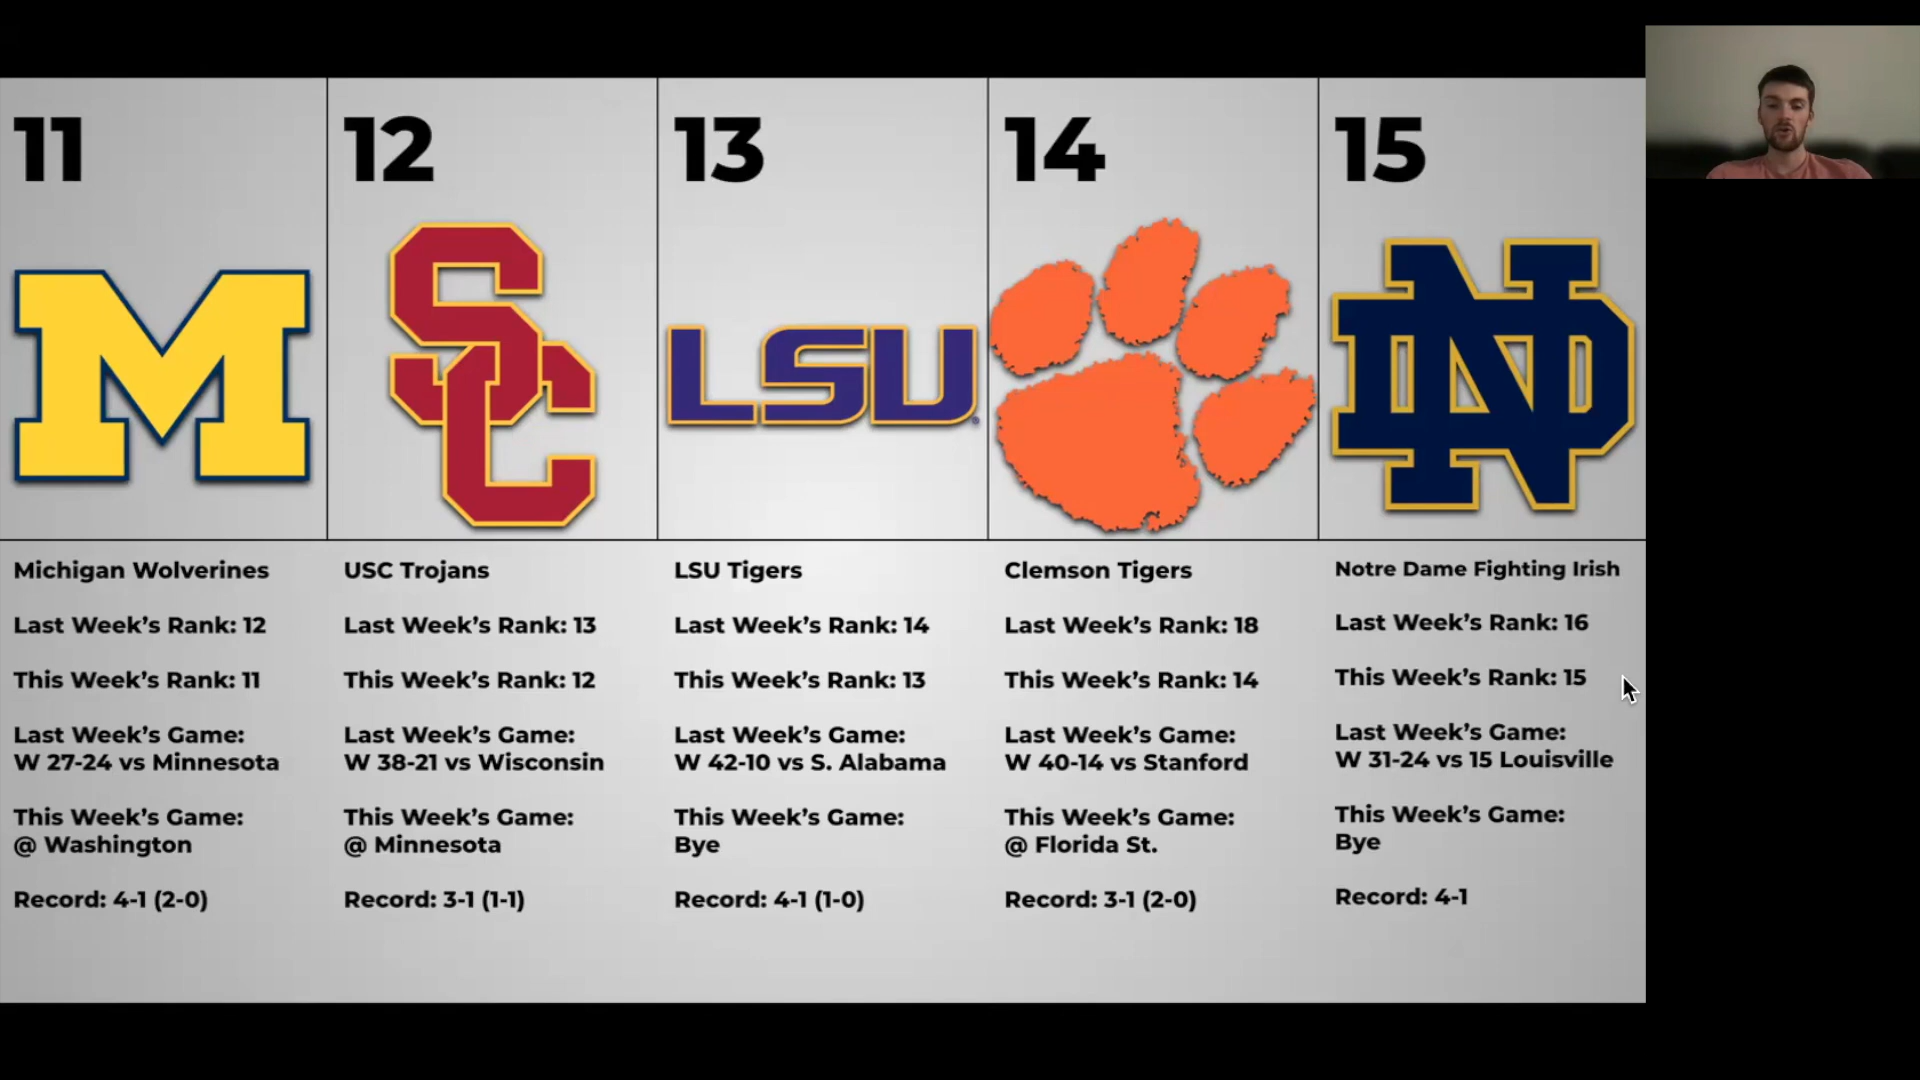 11
12
13
14
15
M
SC
LSU
ND
Michigan Wolverines
Last Week's Rank: 12
This Week's Rank: 11
Last Week's Game:
W 27-24 vs Minnesota
This Week's Game:
@ Washington
Record: 4-1 (2-0)
USC Trojans
Last Week's Rank: 13
This Week's Rank: 12
Last Week's Game:
W 38-21 vs Wisconsin
This Week's Game:
@ Minnesota
Record: 3-1 (1-1)
LSU Tigers
Last Week's Rank: 14
This Week's Rank: 13
Last Week's Game:
W 42-10 vs S. Alabama
This Week's Game:
Bye
Record: 4-1 (1-0)
Clemson Tigers
Last Week's Rank: 18
This Week's Rank: 14
Last Week's Game:
W 40-14 vs Stanford
This Week's Game:
@ Florida St.
Record: 3-1 (2-0)
Notre Dame Fighting Irish
Last Week's Rank: 16
This Week's Rank: 15
Last Week's Game:
W 31-24 vs 15 Louisville
This Week's Game:
Bye
Record: 4-1